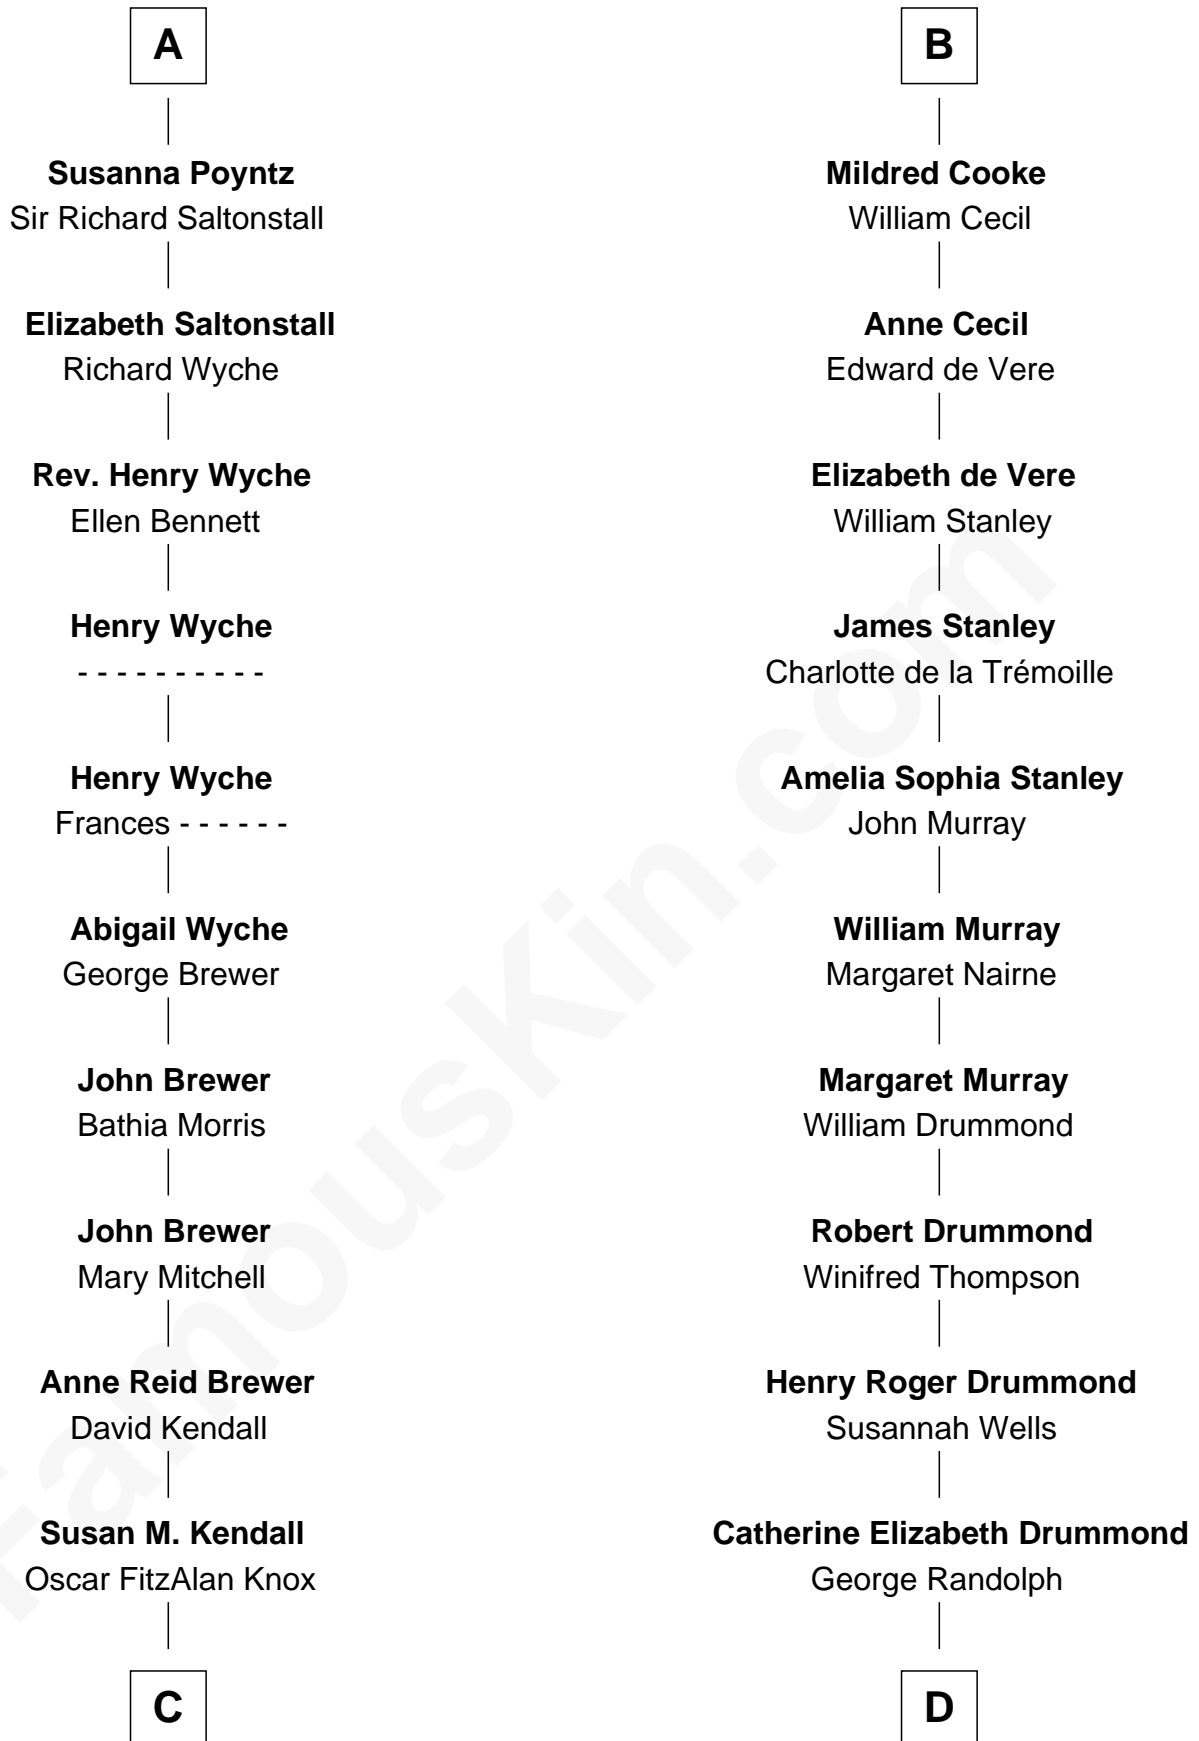 A
Susanna Poyntz
Sir Richard Saltonstall
Elizabeth Saltonstall
Richard Wyche
Rev. Henry Wyche
Ellen Bennett
Henry Wyche
- - - - - - - - - -
Henry Wyche
Frances - - - - - -
Abigail Wyche
George Brewer
John Brewer
Bathia Morris
John Brewer
Mary Mitchell
Anne Reid Brewer
David Kendall
Susan M. Kendall
Oscar FitzAlan Knox
C
B
Mildred Cooke
William Cecil
Anne Cecil
Edward de Vere
Elizabeth de Vere
William Stanley
James Stanley
Charlotte de la Trémoille
Amelia Sophia Stanley
John Murray
William Murray
Margaret Nairne
Margaret Murray
William Drummond
Robert Drummond
Winifred Thompson
Henry Roger Drummond
Susannah Wells
Catherine Elizabeth Drummond
George Randolph
D
FamousKin.com